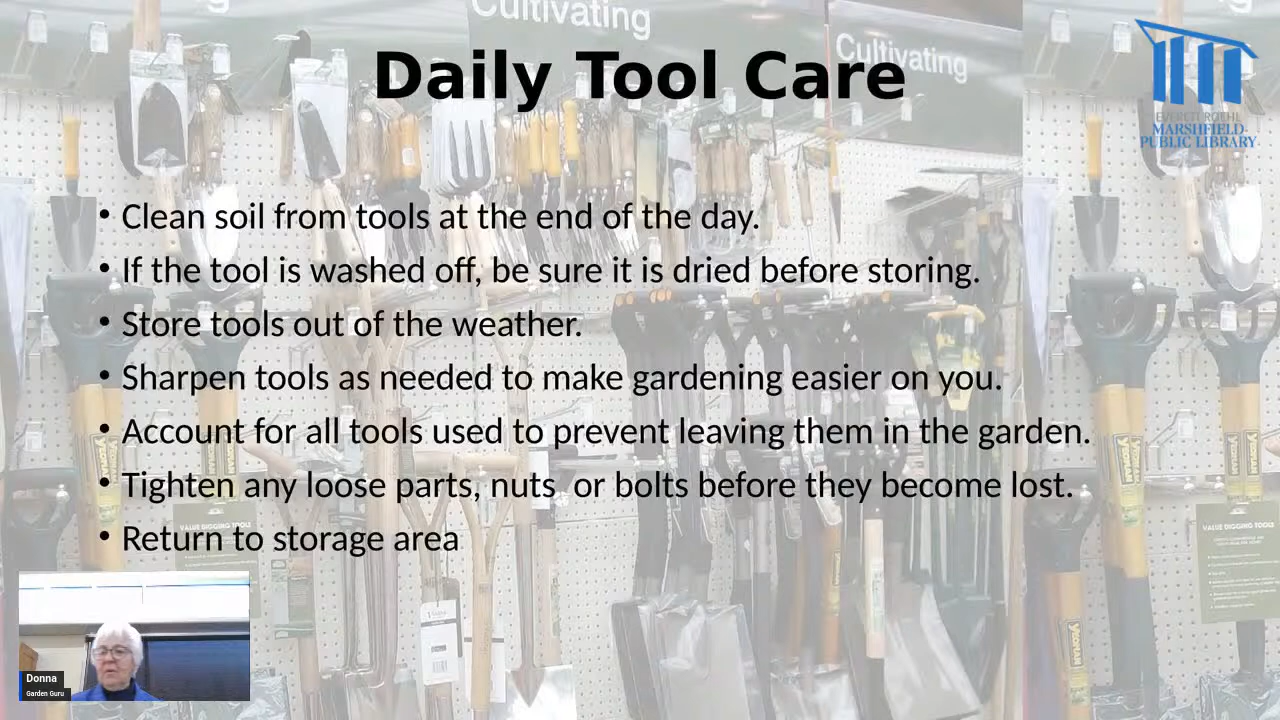 Cultivating
Cultivating
Daily Tool Care
EVERETT ROEHL
MARSHFIELD
PUBLIC LIBRARY
• Clean soil from tools at the end of the day.
• If the tool is washed off, be sure it is dried before storing.
• Store tools out of the weather.
• Sharpen tools as needed to make gardening easier on you.
• Account for all tools used to prevent leaving them in the garden.
• Tighten any loose parts, nuts  or bolts before they become lost.
• Return to storage area
VALUE DIGGING TOOLS
VALUE DIGGING TOOLS
YEOMAN
YEOMAN
YEOMAN
Donna
Garden Guru